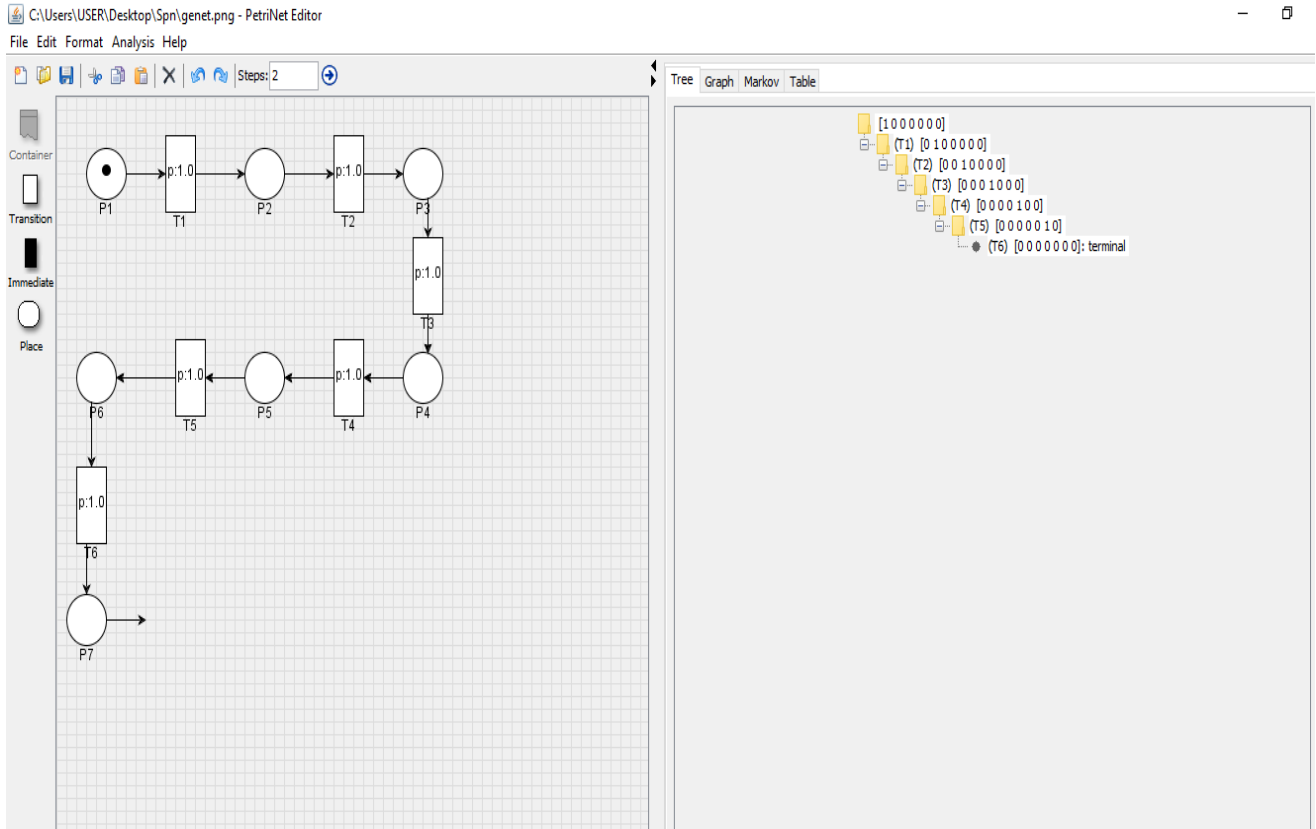 C:\Users\USER\Desktop\Spn\genet.png - PetriNet Editor
File Edit Format Analysis Help
Steps: 2
Tree Graph Markov Table
Container
Transition
Immediate
Place
p:1.0 p:1.0
P1 T1 P2 T2 P3
p:1.0
T3
p:1.0 p:1.0
P6 T5 P5 T4 P4
p:1.0
T6
P7
[1 0 0 0 0 0 0]
(T1) [0 1 0 0 0 0 0]
(T2) [0 0 1 0 0 0 0]
(T3) [0 0 0 1 0 0 0]
(T4) [0 0 0 0 1 0 0]
(T5) [0 0 0 0 0 1 0]
(T6) [0 0 0 0 0 0 0]: terminal